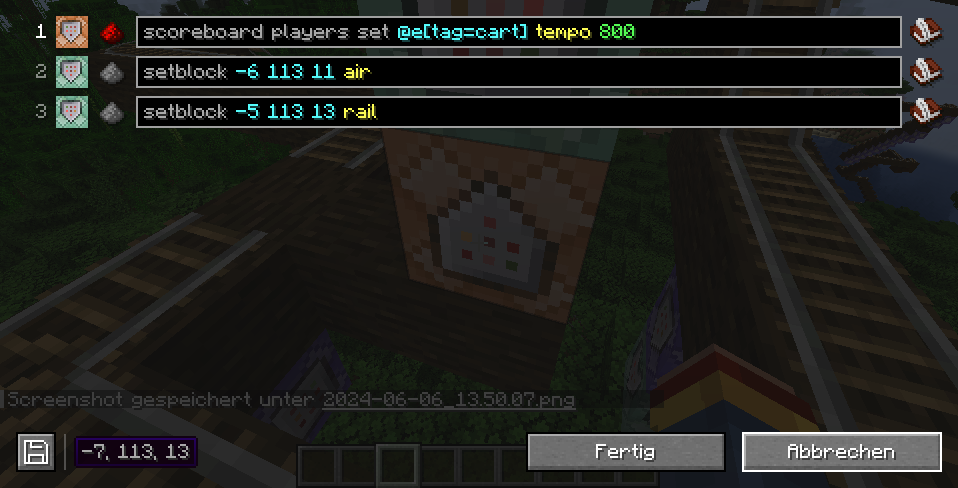 1 scoreboard players set @e[tag=cart] tempo 800
2 setblock -6 113 11 air
3 setblock -5 113 13 rail
Screenshot gespeichert unter 2024-06-06_13.50.07.png
-7, 113, 13 Fertig Abbrechen